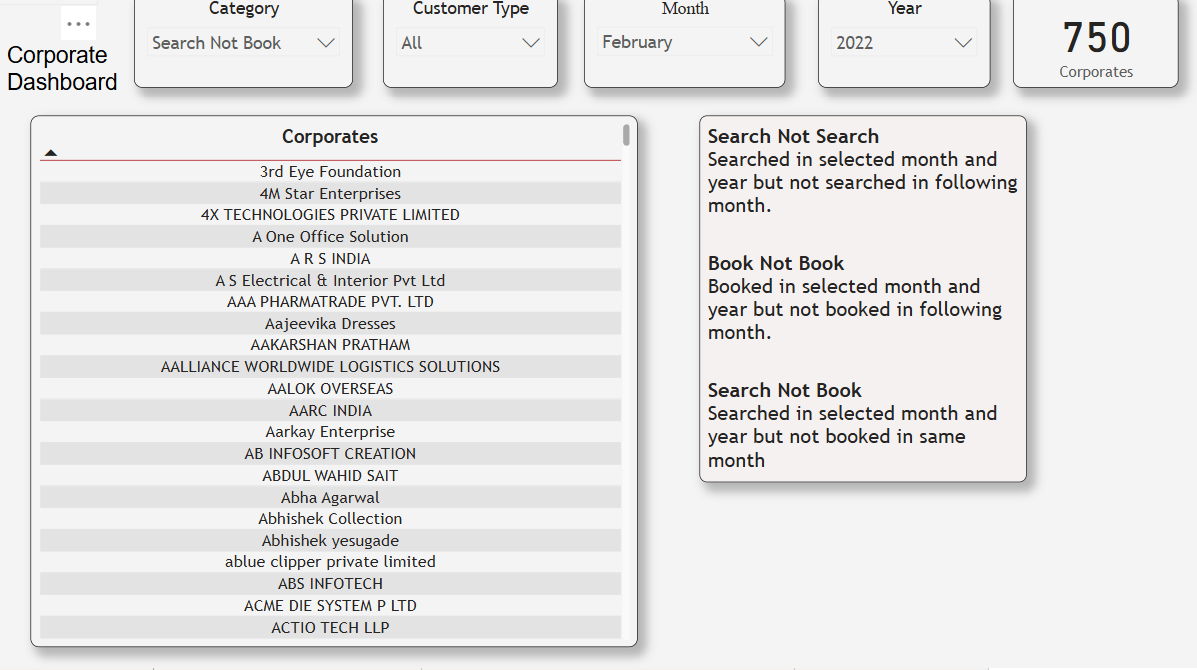 ...
Corporate
Dashboard
Category
Search Not Book
Customer Type
All
Month
February
Year
2022
750
Corporates
Corporates
3rd Eye Foundation
4M Star Enterprises
4X TECHNOLOGIES PRIVATE LIMITED
A One Office Solution
A R S INDIA
A S Electrical & Interior Pvt Ltd
AAA PHARMATRADE PVT. LTD
Aajeevika Dresses
AAKARSHAN PRATHAM
AALLIANCE WORLDWIDE LOGISTICS SOLUTIONS
AALOK OVERSEAS
AARC INDIA
Aarkay Enterprise
AB INFOSOFT CREATION
ABDUL WAHID SAIT
Abha Agarwal
Abhishek Collection
Abhishek yesugade
ablue clipper private limited
ABS INFOTECH
ACME DIE SYSTEM P LTD
ACTIO TECH LLP
Search Not Search
Searched in selected month and
year but not searched in following
month.
Book Not Book
Booked in selected month and
year but not booked in following
month.
Search Not Book
Searched in selected month and
year but not booked in same
month